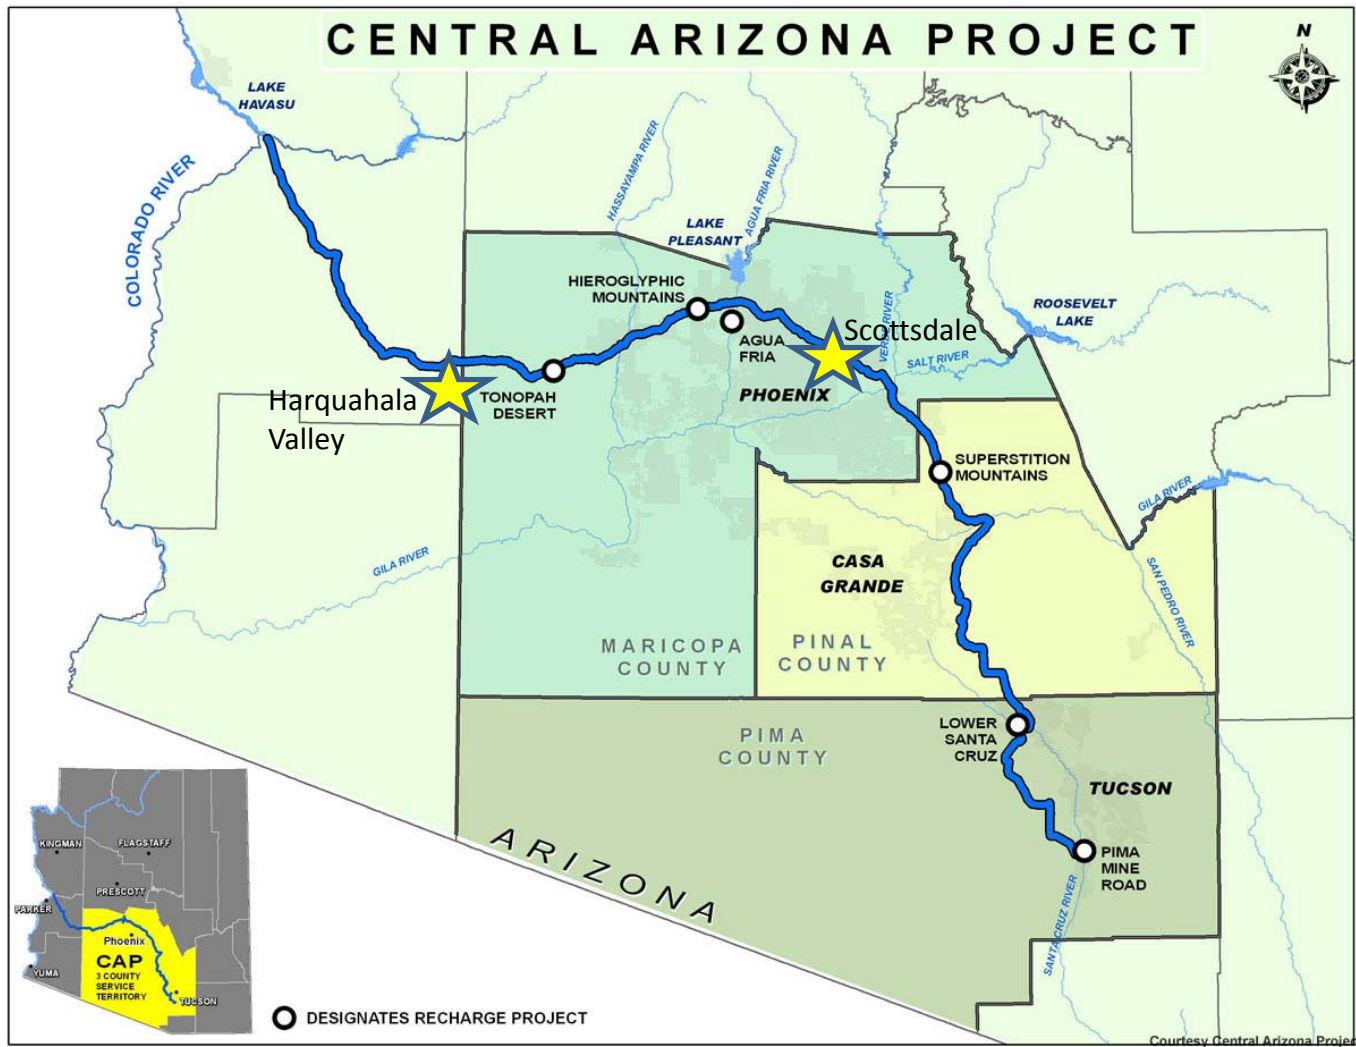 CENTRAL ARIZONA PROJECT
N
LAKE
HAVASU
COLORADO RIVER
HASSAYAMPA RIVER
AGUA FRIA RIVER
LAKE
PLEASANT
HIEROGLYPHIC
MOUNTAINS
VERDE RIVER
ROOSEVELT
LAKE
Scottsdale
AGUA
FRIA
SALT RIVER
Harquahala
Valley
TONOPAH
DESERT
PHOENIX
SUPERSTITION
MOUNTAINS
GILA RIVER
GILA RIVER
CASA
GRANDE
SAN PEDRO RIVER
MARICOPA
COUNTY
PINAL
COUNTY
LOWER
SANTA
CRUZ
PIMA
COUNTY
TUCSON
ARIZONA
PIMA
MINE
ROAD
SANTA CRUZ RIVER
KINGMAN
FLAGSTAFF
PRESCOTT
PARKER
Phoenix
CAP
3 COUNTY
SERVICE
TERRITORY
YUMA
TUCSON
DESIGNATES RECHARGE PROJECT
Courtesy Central Arizona Projec